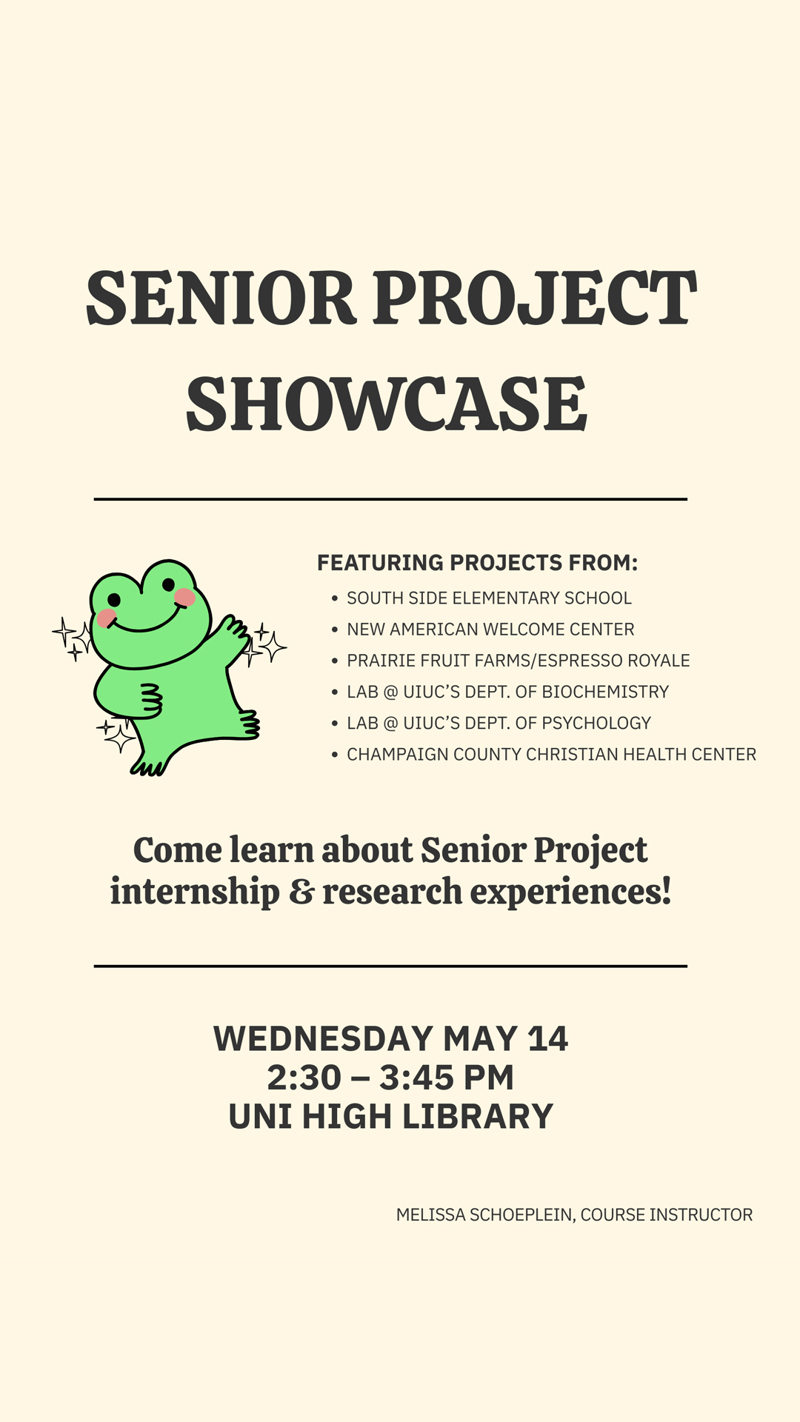 SENIOR PROJECT
SHOWCASE
FEATURING PROJECTS FROM:
• SOUTH SIDE ELEMENTARY SCHOOL
• NEW AMERICAN WELCOME CENTER
• PRAIRIE FRUIT FARMS/ESPRESSO ROYALE
• LAB @ UIUC’S DEPT. OF BIOCHEMISTRY
• LAB @ UIUC’S DEPT. OF PSYCHOLOGY
• CHAMPAIGN COUNTY CHRISTIAN HEALTH CENTER
Come learn about Senior Project
internship & research experiences!
WEDNESDAY MAY 14
2:30 – 3:45 PM
UNI HIGH LIBRARY
MELISSA SCHOEPLEIN, COURSE INSTRUCTOR